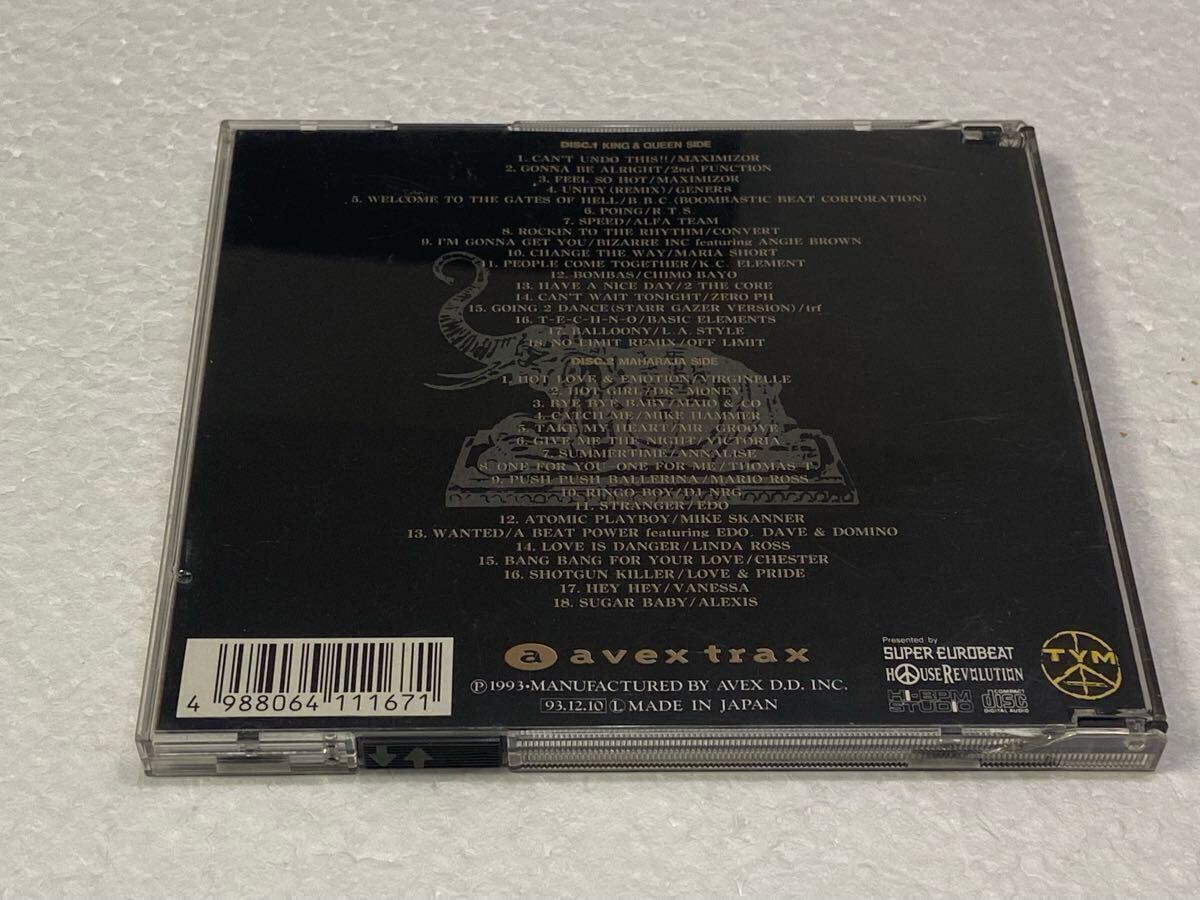 DISC.1 KING & QUEEN SIDE
1. CAN'T UNDO THIS!!/MAXIMIZOR
2. GONNA BE ALRIGHT/2nd FUNCTION
3. FEEL SO HOT/MAXIMIZOR
4. UNITY (REMIX)/GENER8
5. WELCOME TO THE GATES OF HELL/B.B.C (BOOMBASTIC BEAT CORPORATION)
6. POING/R.T.S.
7. SPEED/ALFA TEAM
8. ROCKIN TO THE RHYTHM/CONVERT
9. I'M GONNA GET YOU/BIZARRE INC featuring ANGIE BROWN
10. CHANGE THE WAY/MARIA SHORT
11. PEOPLE COME TOGETHER/K.C. ELEMENT
12. BOMBAS/CHIMO BAYO
13. HAVE A NICE DAY/2 THE CORE
14. CAN'T WAIT TONIGHT/ZERO PH
15. GOING 2 DANCE (STARR GAZER VERSION)/trf
16. T-E-C-H-N-O/BASIC ELEMENTS
17. BALLOONY/L.A. STYLE
18. NO LIMIT REMIX/OFF LIMIT
DISC.2 MAHARAJA SIDE
1. HOT LOVE & EMOTION/VIRGINELLE
2. HOT GIRL/DR. MONEY
3. BYE BYE BABY/MAIO & CO
4. CATCH ME/MIKE HAMMER
5. TAKE MY HEART/MR. GROOVE
6. GIVE ME THE NIGHT/VICTORIA
7. SUMMERTIME/ANNALISE
8. ONE FOR YOU-ONE FOR ME/THOMAS T
9. PUSH PUSH BALLERINA/MARIO ROSS
10. RINGO BOY/DJ NRG
11. STRANGER/EDO
12. ATOMIC PLAYBOY/MIKE SKANNER
13. WANTED/A BEAT POWER featuring EDO, DAVE & DOMINO
14. LOVE IS DANGER/LINDA ROSS
15. BANG BANG FOR YOUR LOVE/CHESTER
16. SHOTGUN KILLER/LOVE & PRIDE
17. HEY HEY/VANESSA
18. SUGAR BABY/ALEXIS
4 988064 111671
a avex trax
Ⓟ1993・MANUFACTURED BY AVEX D.D. INC.
93.12.10 Ⓛ MADE IN JAPAN
Presented by
SUPER EUROBEAT
HOUSE REVOLUTION
HI-BPM STUDIO
COMPACT disc DIGITAL AUDIO
TYM